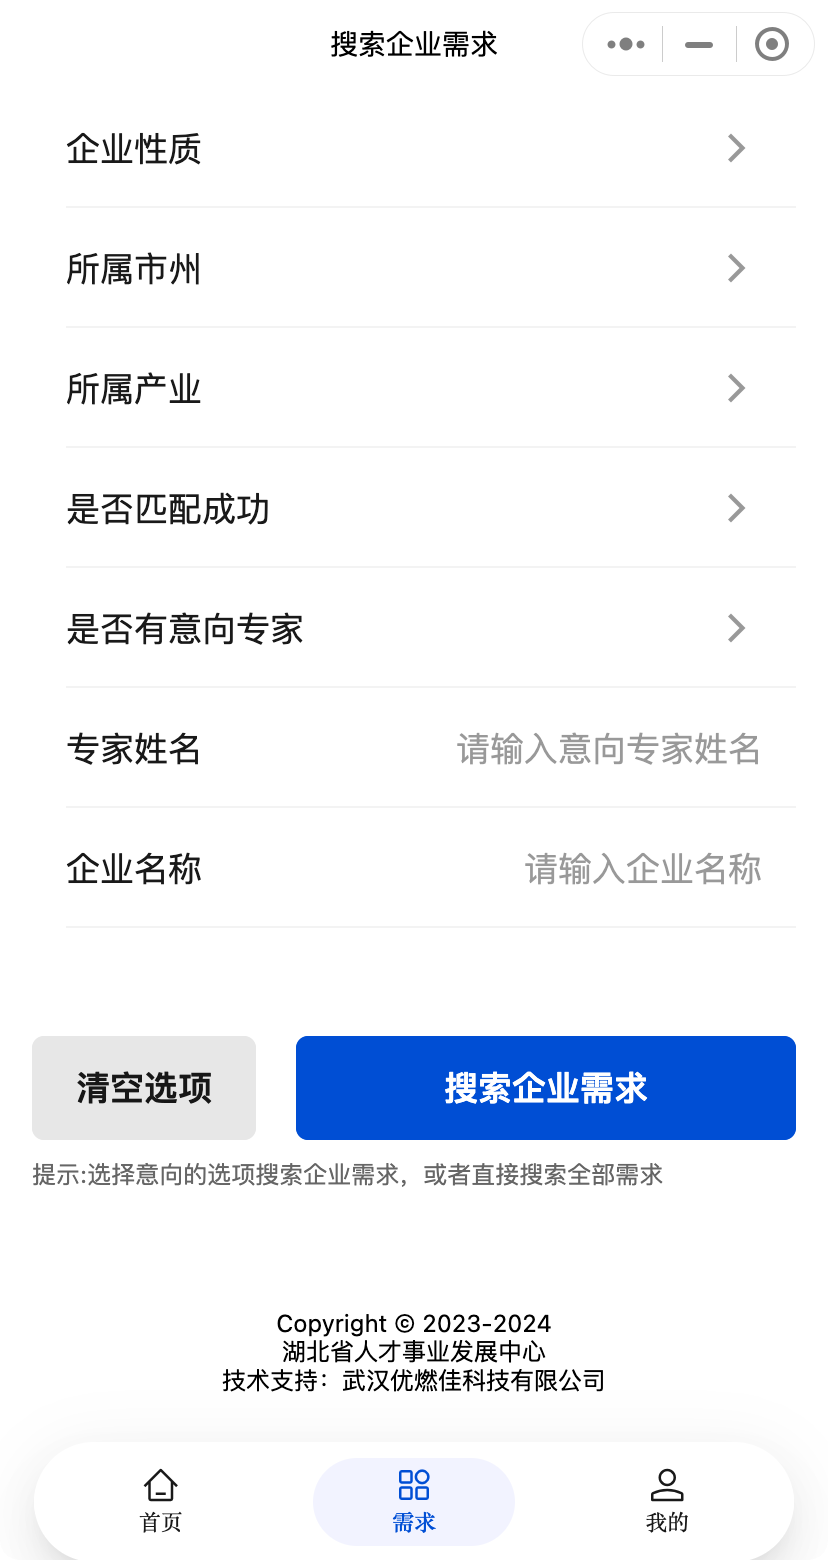 搜索企业需求
企业性质
所属市州
所属产业
是否匹配成功
是否有意向专家
专家姓名 请输入意向专家姓名
企业名称 请输入企业名称
清空选项 搜索企业需求
提示:选择意向的选项搜索企业需求，或者直接搜索全部需求
Copyright © 2023-2024
湖北省人才事业发展中心
技术支持：武汉优燃佳科技有限公司
首页 需求 我的